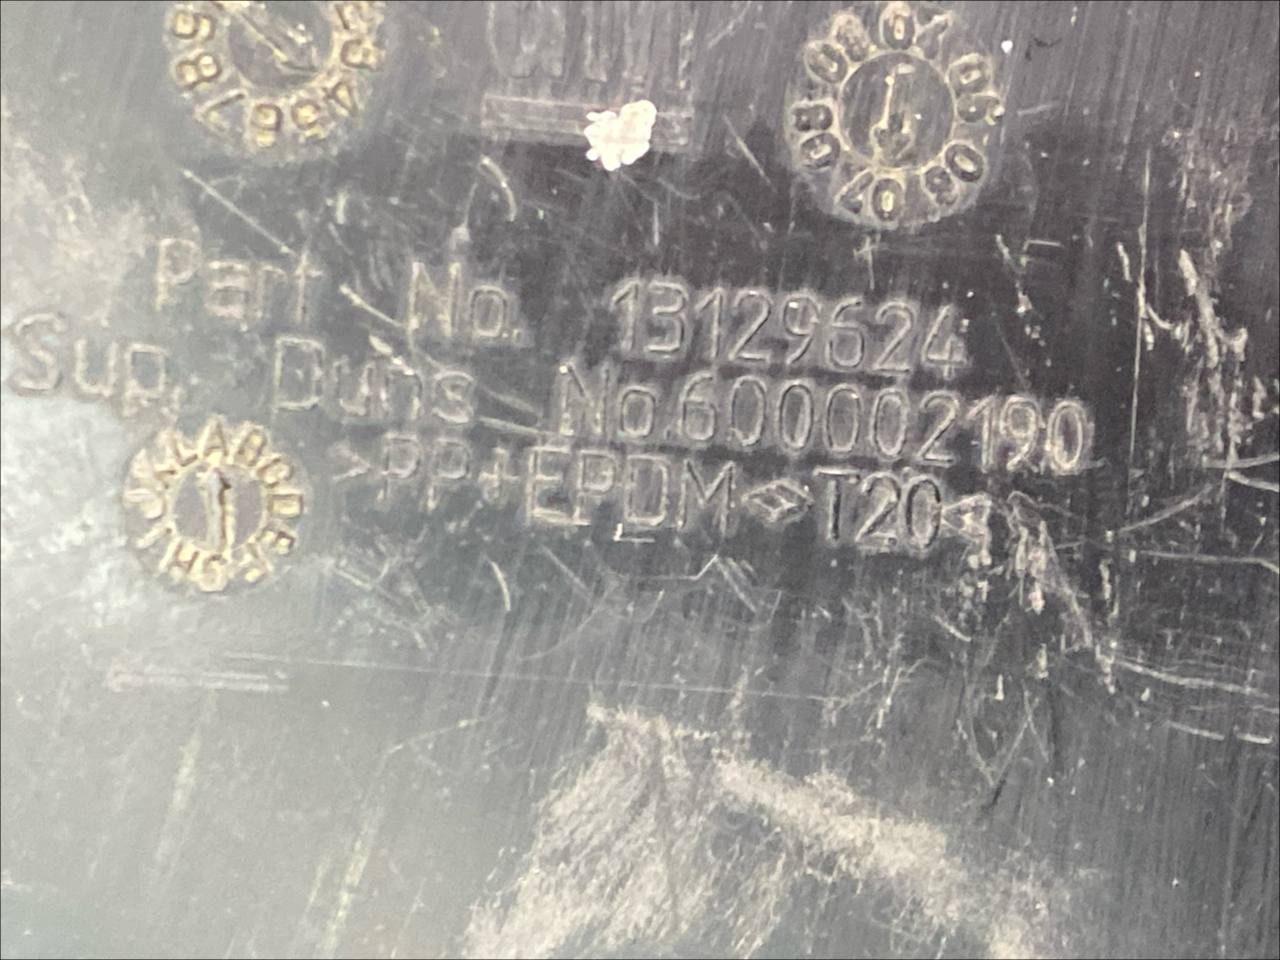 Part No. 13129624
Sup. Duns No.600002190
>PP+EPDM<>T20<